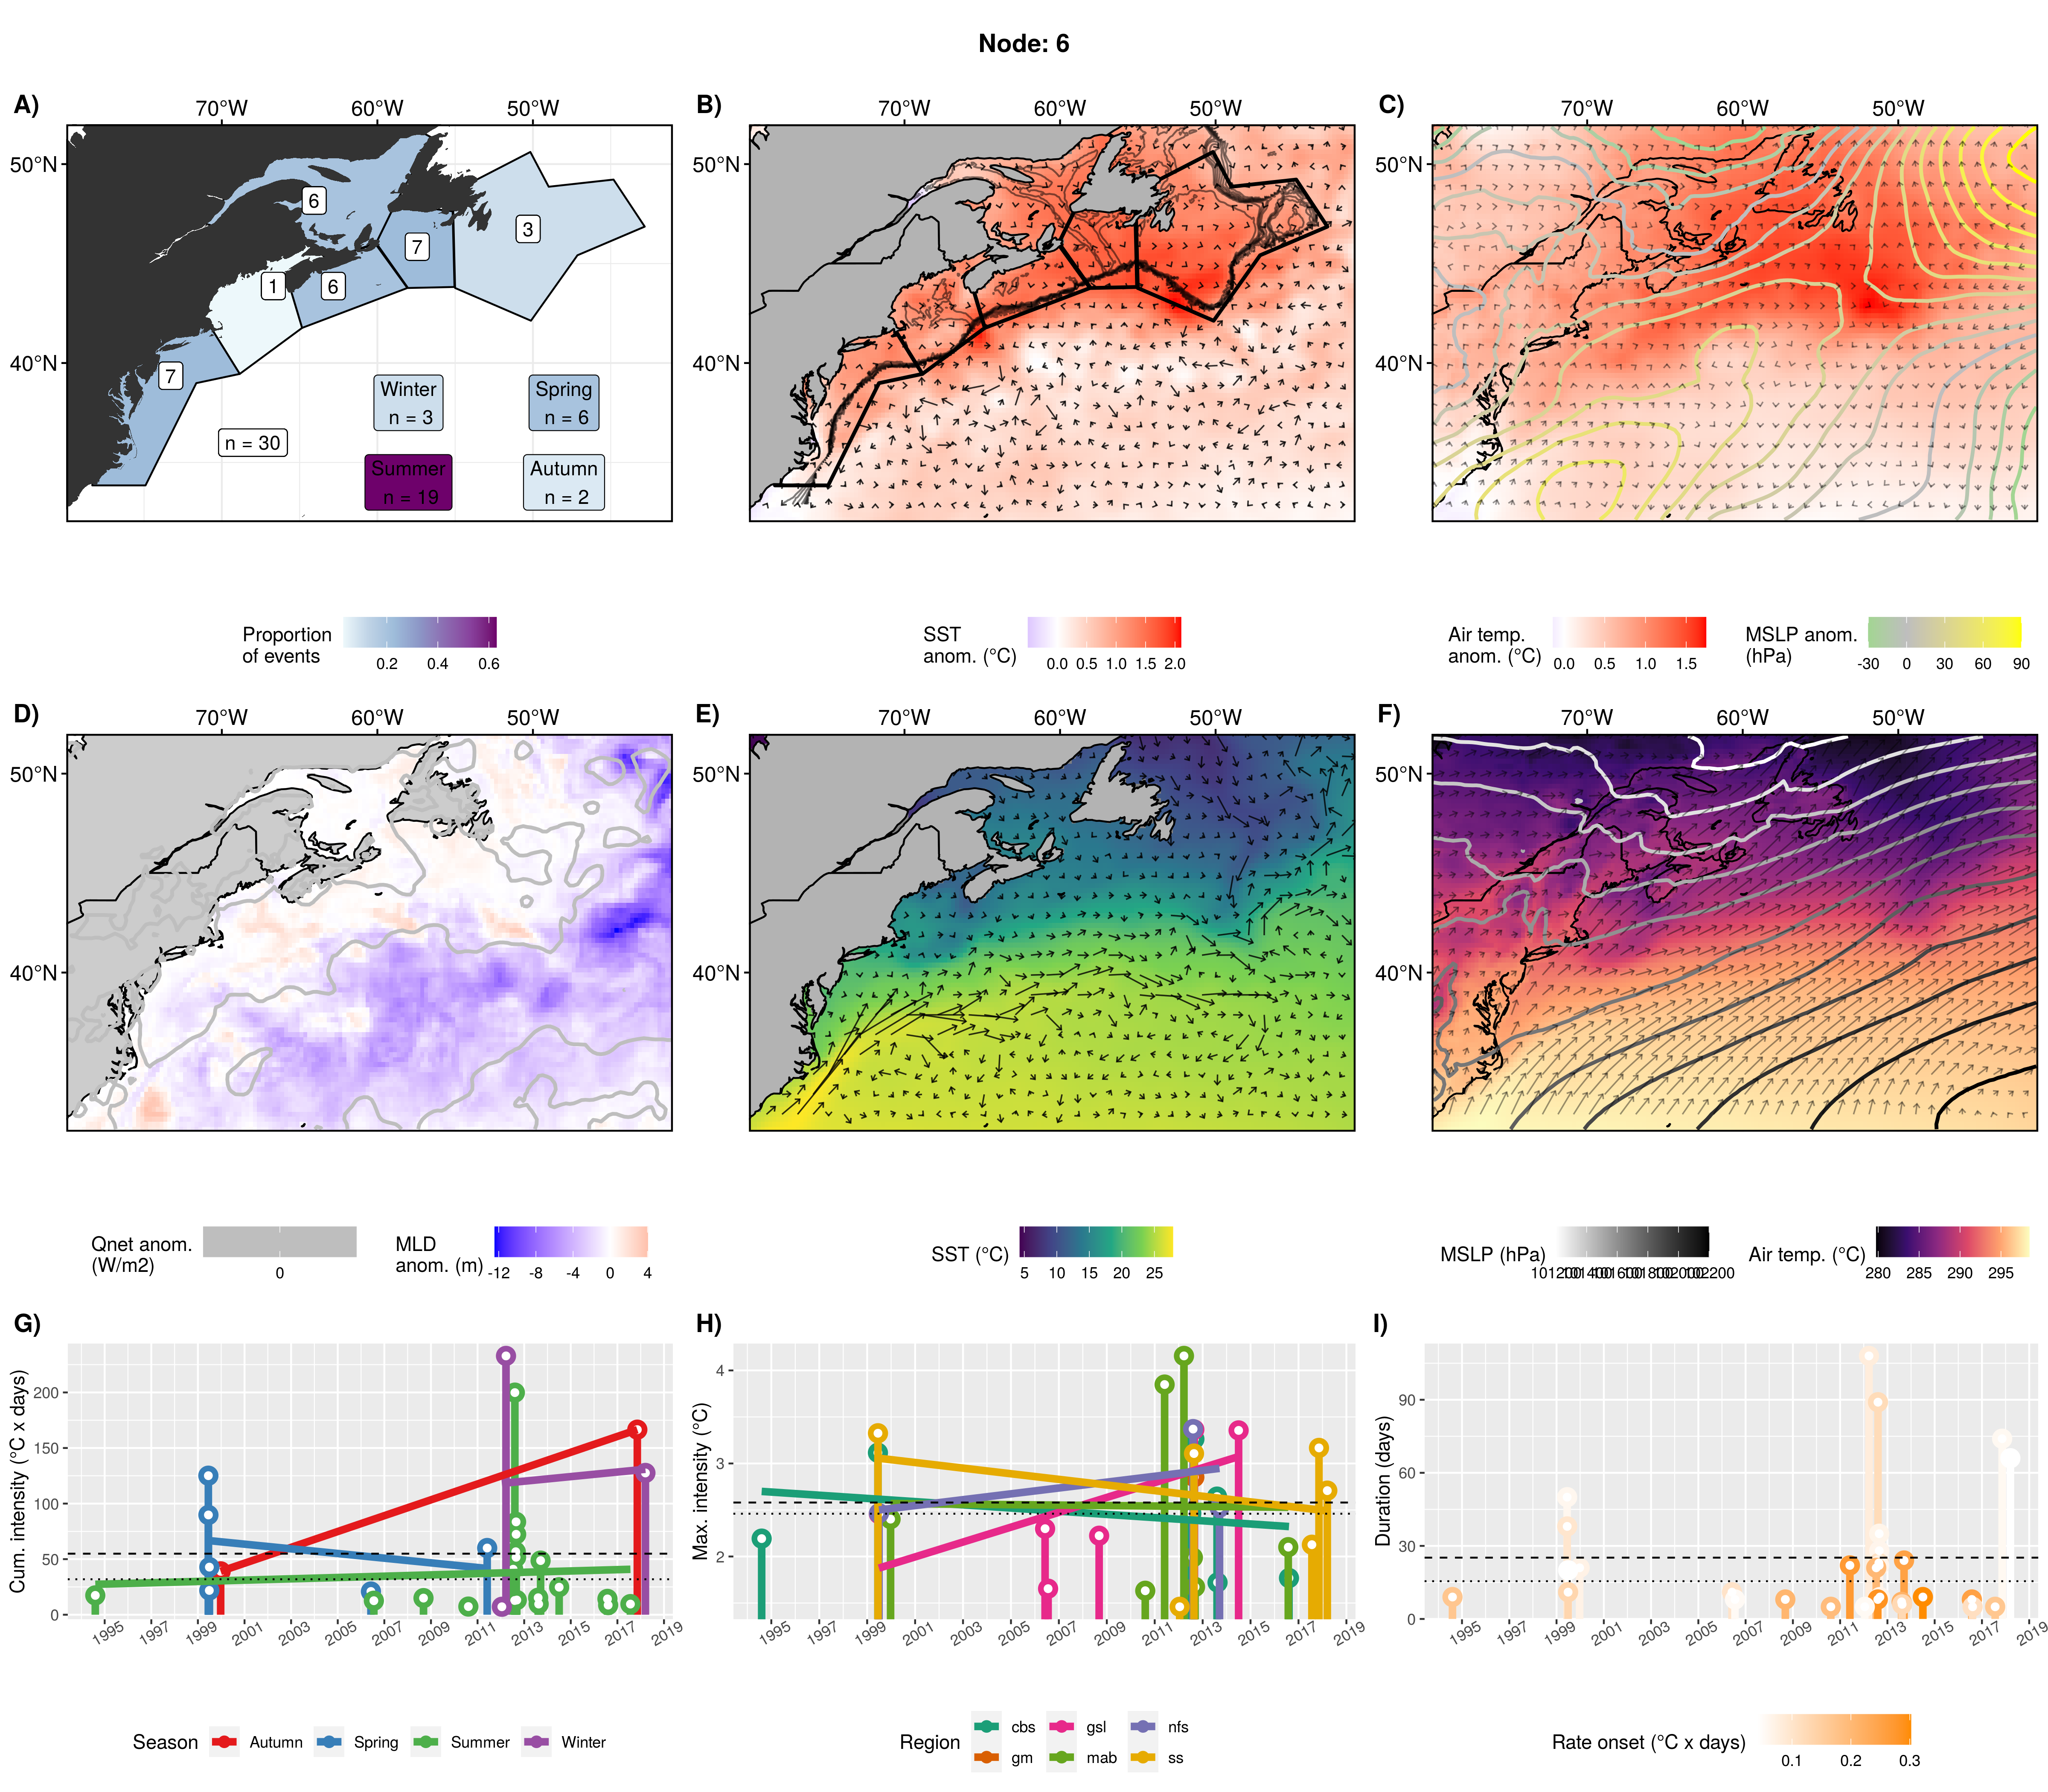 Node: 6
A)
70°W 60°W 50°W
50°N
40°N
6
7
3
1
6
7
n = 30
Winter
n = 3
Spring
n = 6
Summer
n = 19
Autumn
n = 2
Proportion
of events
0.2 0.4 0.6
B)
70°W 60°W 50°W
50°N
40°N
SST
anom. (°C)
0.0 0.5 1.0 1.5 2.0
C)
70°W 60°W 50°W
50°N
40°N
Air temp.
anom. (°C)
0.0 0.5 1.0 1.5
MSLP anom.
(hPa)
-30 0 30 60 90
D)
70°W 60°W 50°W
50°N
40°N
Qnet anom.
(W/m2)
0
MLD
anom. (m)
-12 -8 -4 0 4
E)
70°W 60°W 50°W
50°N
40°N
SST (°C)
5 10 15 20 25
F)
70°W 60°W 50°W
50°N
40°N
MSLP (hPa)
101200 101400 101600 101800 102000 102200
Air temp. (°C)
280 285 290 295
G)
Cum. intensity (°C x days)
200
150
100
50
0
1995 1997 1999 2001 2003 2005 2007 2009 2011 2013 2015 2017 2019
Season
Autumn Spring Summer Winter
H)
Max. intensity (°C)
4
3
2
1995 1997 1999 2001 2003 2005 2007 2009 2011 2013 2015 2017 2019
Region
cbs gsl nfs
gm mab ss
I)
Duration (days)
90
60
30
0
1995 1997 1999 2001 2003 2005 2007 2009 2011 2013 2015 2017 2019
Rate onset (°C x days)
0.1 0.2 0.3